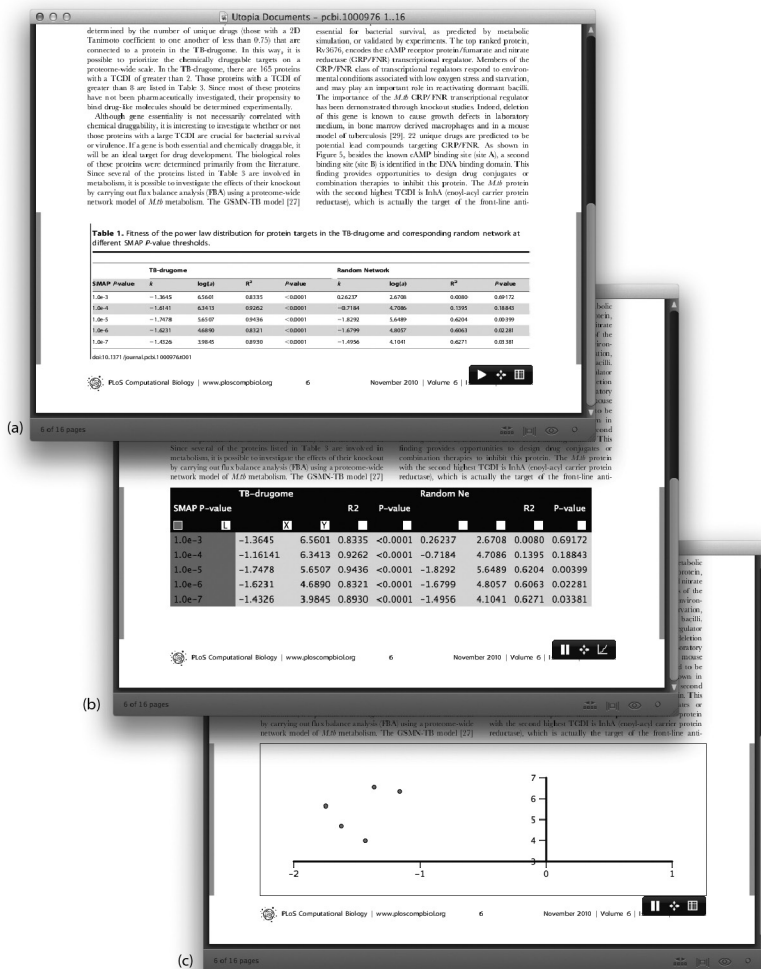 Utopia Documents – pcbi.1000976 1..16
determined by the number of unique drugs (those with a 2D
Tanimoto coefficient to one another of less than 0.75) that are
connected to a protein in the TB-drugome. In this way, it is
possible to prioritize the chemically druggable targets on a
proteome-wide scale. In the TB-drugome, there are 165 proteins
with a TCDI of greater than 2. Those proteins with a TCDI of
greater than 8 are listed in Table 3. Since most of these proteins
have not been pharmaceutically investigated, their propensity to
bind drug-like molecules should be determined experimentally.
Although gene essentiality is not necessarily correlated with
chemical druggability, it is interesting to investigate whether or not
those proteins with a large TCDI are crucial for bacterial survival
or virulence. If a gene is both essential and chemically druggable, it
will be an ideal target for drug development. The biological roles
of these proteins were determined primarily from the literature.
Since several of the proteins listed in Table 3 are involved in
metabolism, it is possible to investigate the effects of their knockout
by carrying out flux balance analysis (FBA) using a proteome-wide
network model of M.tb metabolism. The GSMN-TB model [27]
essential for bacterial survival, as predicted by metabolic
simulation, or validated by experiments. The top ranked protein,
Rv3676, encodes the cAMP receptor protein/fumarate and nitrate
reductase (CRP/FNR) transcriptional regulator. Members of the
CRP/FNR class of transcriptional regulators respond to environ-
mental conditions associated with low oxygen stress and starvation,
and may play an important role in reactivating dormant bacilli.
The importance of the M.tb CRP/FNR transcriptional regulator
has been demonstrated through knockout studies. Indeed, deletion
of this gene is known to cause growth defects in laboratory
medium, in bone marrow derived macrophages and in a mouse
model of tuberculosis [29]. 22 unique drugs are predicted to be
potential lead compounds targeting CRP/FNR. As shown in
Figure 5, besides the known cAMP binding site (site A), a second
binding site (site B) is identified in the DNA binding domain. This
finding provides opportunities to design drug conjugates or
combination therapies to inhibit this protein. The M.tb protein
with the second highest TCDI is InhA (enoyl-acyl carrier protein
reductase), which is actually the target of the front-line anti-
Table 1. Fitness of the power law distribution for protein targets in the TB-drugome and corresponding random network at
different SMAP P-value thresholds.
TB-drugome Random Network
SMAP P-value k log(a) R² P-value k log(a) R² P-value
1.0e-3 −1.3645 6.5601 0.8335 <0.0001 0.26237 2.6708 0.0080 0.69172
1.0e-4 −1.6141 6.3413 0.9262 <0.0001 −0.7184 4.7086 0.1395 0.18843
1.0e-5 −1.7478 5.6507 0.9436 <0.0001 −1.8292 5.6489 0.6204 0.00399
1.0e-6 −1.6231 4.6890 0.8321 <0.0001 −1.6799 4.8057 0.6063 0.02281
1.0e-7 −1.4326 3.9845 0.8930 <0.0001 −1.4956 4.1041 0.6271 0.03381
doi:10.1371/journal.pcbi.1000976.t001
PLoS Computational Biology | www.ploscompbiol.org 6 November 2010 | Volume 6 |
(a)
6 of 16 pages
Since several of the proteins listed in Table 3 are involved in
metabolism, it is possible to investigate the effects of their knockout
by carrying out flux balance analysis (FBA) using a proteome-wide
network model of M.tb metabolism. The GSMN-TB model [27]
This
finding provides opportunities to design drug conjugates or
combination therapies to inhibit this protein. The M.tb protein
with the second highest TCDI is InhA (enoyl-acyl carrier protein
reductase), which is actually the target of the front-line anti-
TB-drugome Random Ne
SMAP P-value R2 P-value R2 P-value
L X Y
1.0e-3 -1.3645 6.5601 0.8335 <0.0001 0.26237 2.6708 0.0080 0.69172
1.0e-4 -1.16141 6.3413 0.9262 <0.0001 -0.7184 4.7086 0.1395 0.18843
1.0e-5 -1.7478 5.6507 0.9436 <0.0001 -1.8292 5.6489 0.6204 0.00399
1.0e-6 -1.6231 4.6890 0.8321 <0.0001 -1.6799 4.8057 0.6063 0.02281
1.0e-7 -1.4326 3.9845 0.8930 <0.0001 -1.4956 4.1041 0.6271 0.03381
PLoS Computational Biology | www.ploscompbiol.org 6 November 2010 | Volume 6 |
(b)
6 of 16 pages
by carrying out flux balance analysis (FBA) using a proteome-wide
network model of M.tb metabolism. The GSMN-TB model [27]
with the second highest TCDI is InhA (enoyl-acyl carrier protein
reductase), which is actually the target of the front-line anti-
7
6
5
4
3
-2 -1 0 1
PLoS Computational Biology | www.ploscompbiol.org 6 November 2010 | Volume 6 |
(c)
6 of 16 pages